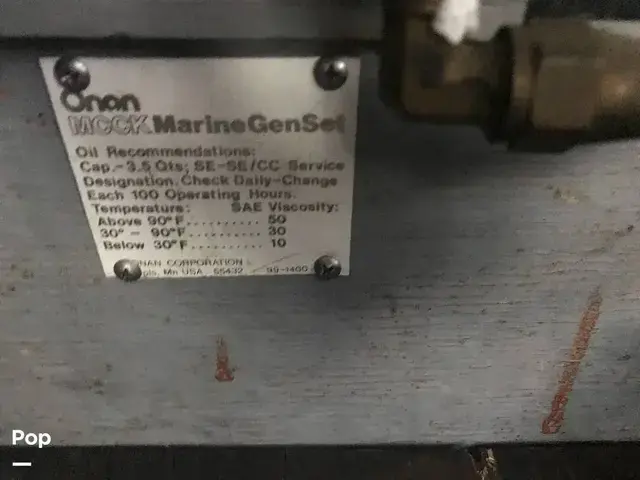 Onan
MCCK MarineGenSet
Oil Recommendations:
Cap.-3.5 Qts; SE-SE/CC Service
Designation. Check Daily-Change
Each 100 Operating Hours.
Temperature: SAE Viscosity:
Above 90°F........... 50
30° - 90°F.......... 30
Below 30°F.......... 10
ONAN CORPORATION
Mn USA 55432 99-1400
Pop